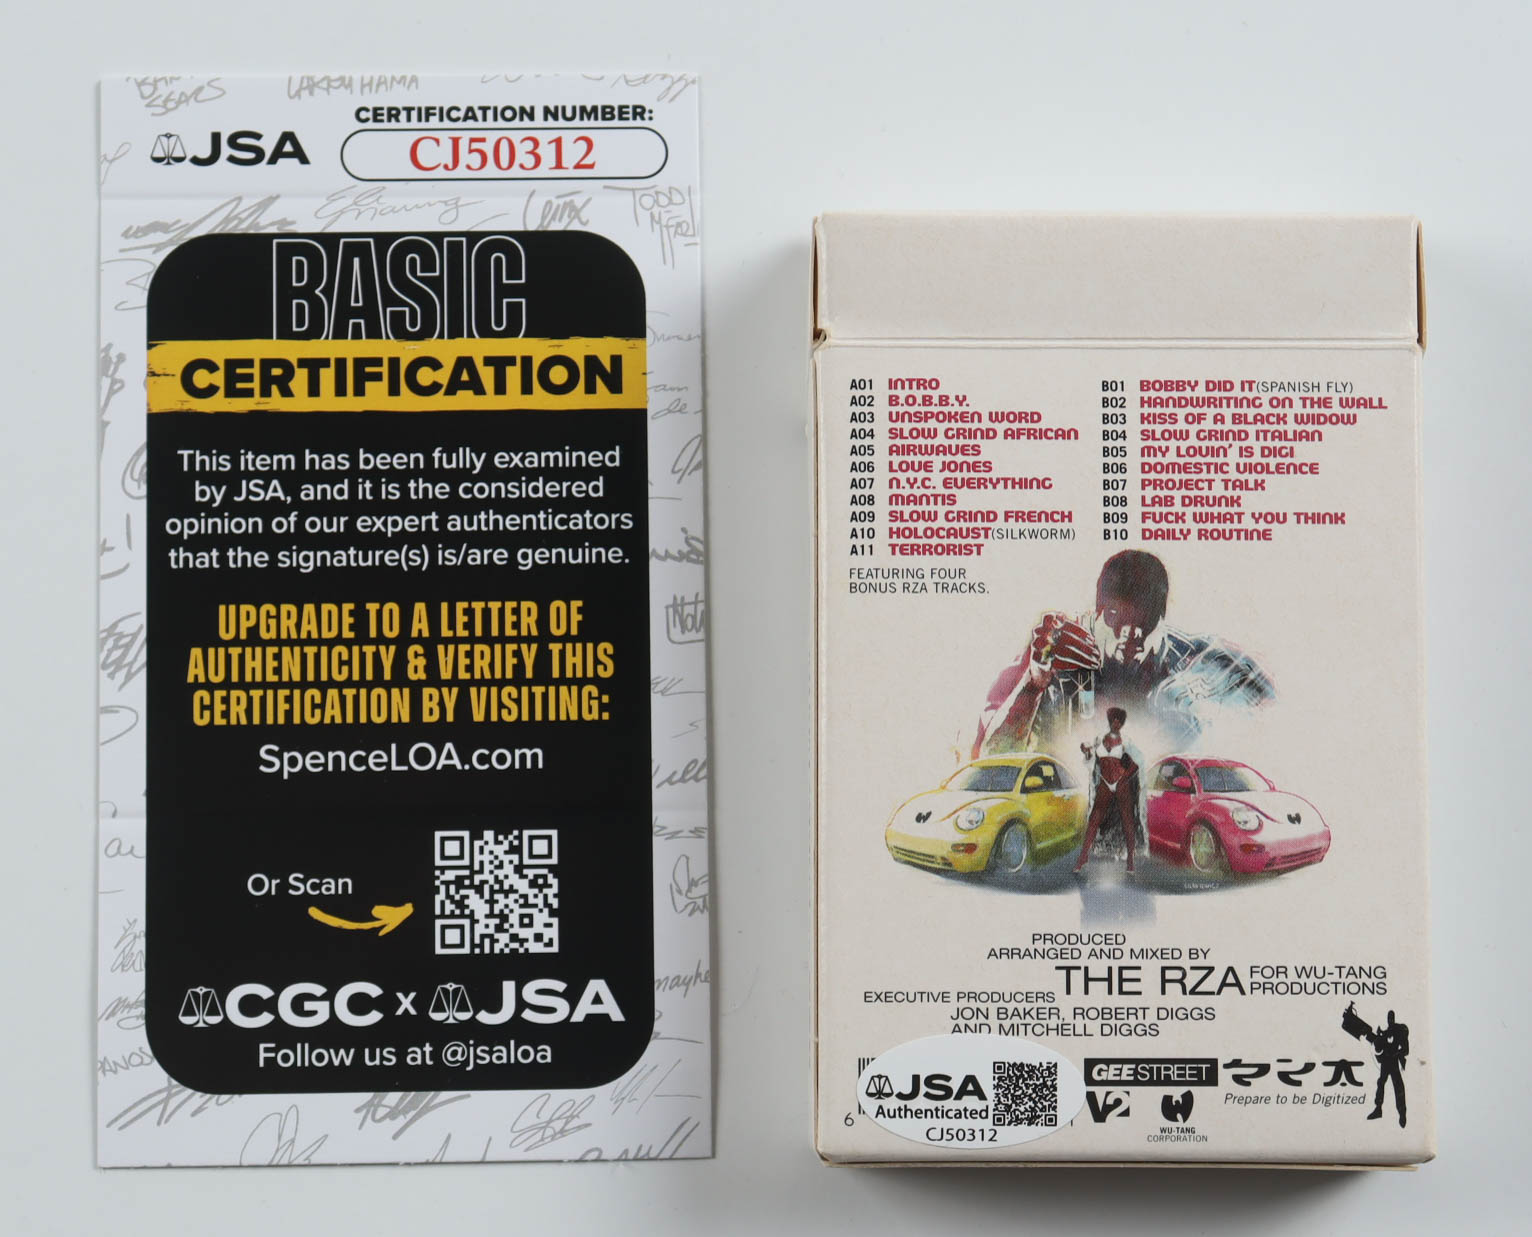 BAR
SEARS
LARRY HAMA
JSA
CERTIFICATION NUMBER:
CJ50312
TODD
BASIC
CERTIFICATION
This item has been fully examined
by JSA, and it is the considered
opinion of our expert authenticators
that the signature(s) is/are genuine.
UPGRADE TO A LETTER OF
AUTHENTICITY & VERIFY THIS
CERTIFICATION BY VISITING:
SpenceLOA.com
Or Scan
CGC x JSA
Follow us at @jsaloa
A01 INTRO
A02 B.O.B.B.Y.
A03 UNSPOKEN WORD
A04 SLOW GRIND AFRICAN
A05 AIRWAVES
A06 LOVE JONES
A07 N.Y.C. EVERYTHING
A08 MANTIS
A09 SLOW GRIND FRENCH
A10 HOLOCAUST(SILKWORM)
A11 TERRORIST
FEATURING FOUR
BONUS RZA TRACKS.
B01 BOBBY DID IT(SPANISH FLY)
B02 HANDWRITING ON THE WALL
B03 KISS OF A BLACK WIDOW
B04 SLOW GRIND ITALIAN
B05 MY LOVIN' IS DIGI
B06 DOMESTIC VIOLENCE
B07 PROJECT TALK
B08 LAB DRUNK
B09 FUCK WHAT YOU THINK
B10 DAILY ROUTINE
PRODUCED
ARRANGED AND MIXED BY
THE RZA FOR WU-TANG
PRODUCTIONS
EXECUTIVE PRODUCERS
JON BAKER, ROBERT DIGGS
AND MITCHELL DIGGS
JSA
Authenticated
CJ50312
6
GEE STREET
V2
WU-TANG
CORPORATION
Prepare to be Digitized